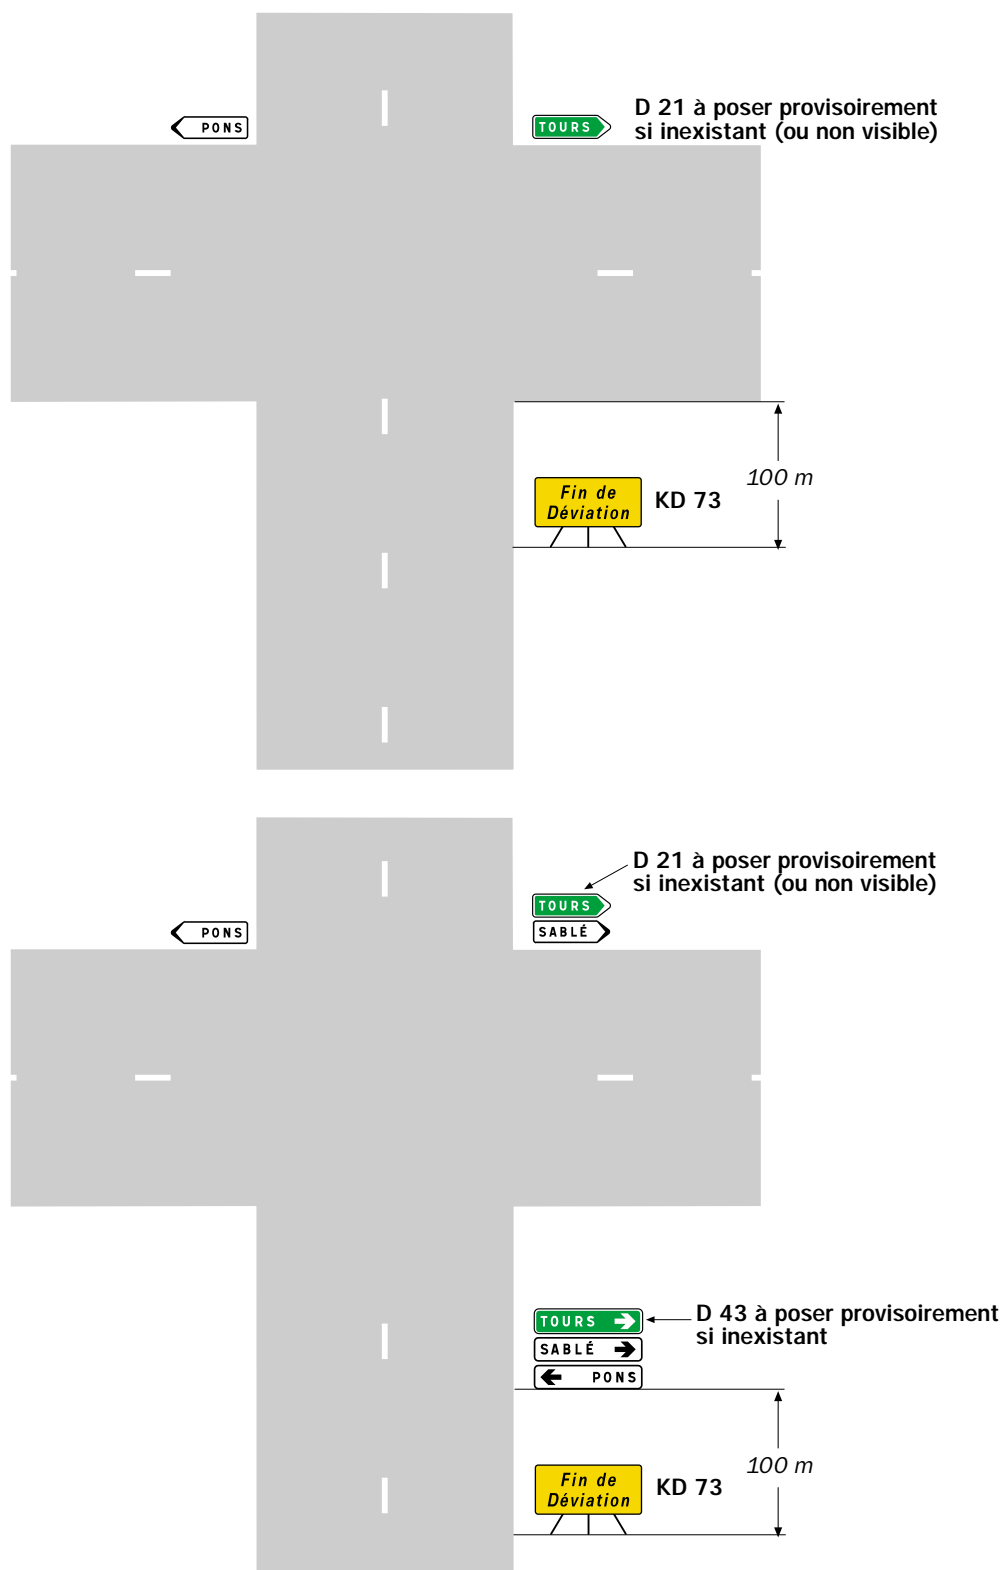 PONS
TOURS
D 21 à poser provisoirement
si inexistant (ou non visible)
100 m
Fin de
Déviation
KD 73
D 21 à poser provisoirement
si inexistant (ou non visible)
TOURS
PONS
SABLÉ
TOURS
D 43 à poser provisoirement
si inexistant
SABLÉ
PONS
100 m
Fin de
Déviation
KD 73